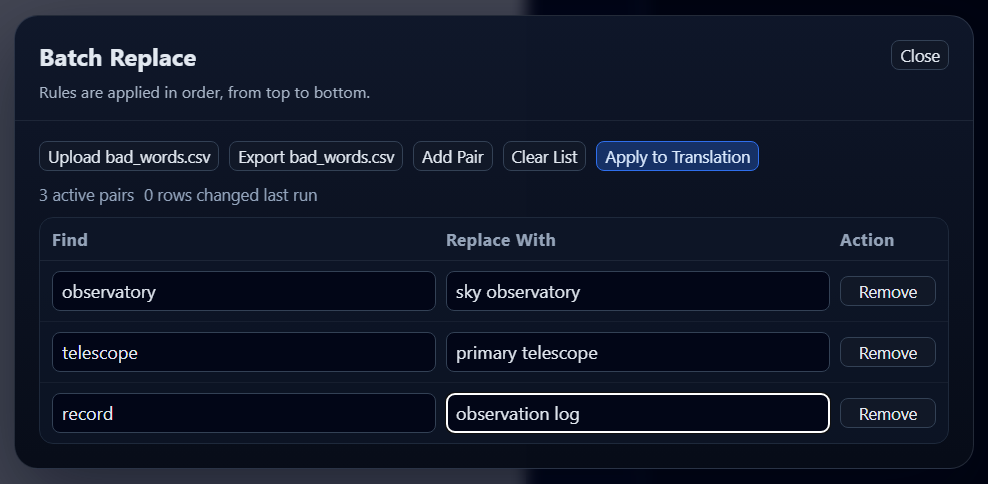 Batch Replace
Close
Rules are applied in order, from top to bottom.
Upload bad_words.csv Export bad_words.csv Add Pair Clear List Apply to Translation
3 active pairs 0 rows changed last run
Find Replace With Action
observatory sky observatory Remove
telescope primary telescope Remove
record observation log Remove